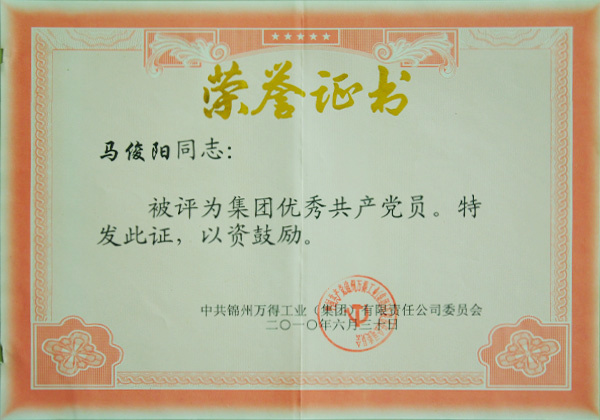 荣誉证书
马俊阳同志：
被评为集团优秀共产党员。特
发此证，以资鼓励。
中共锦州万得工业（集团）有限责任公司委员会
二〇一〇年六月三十日